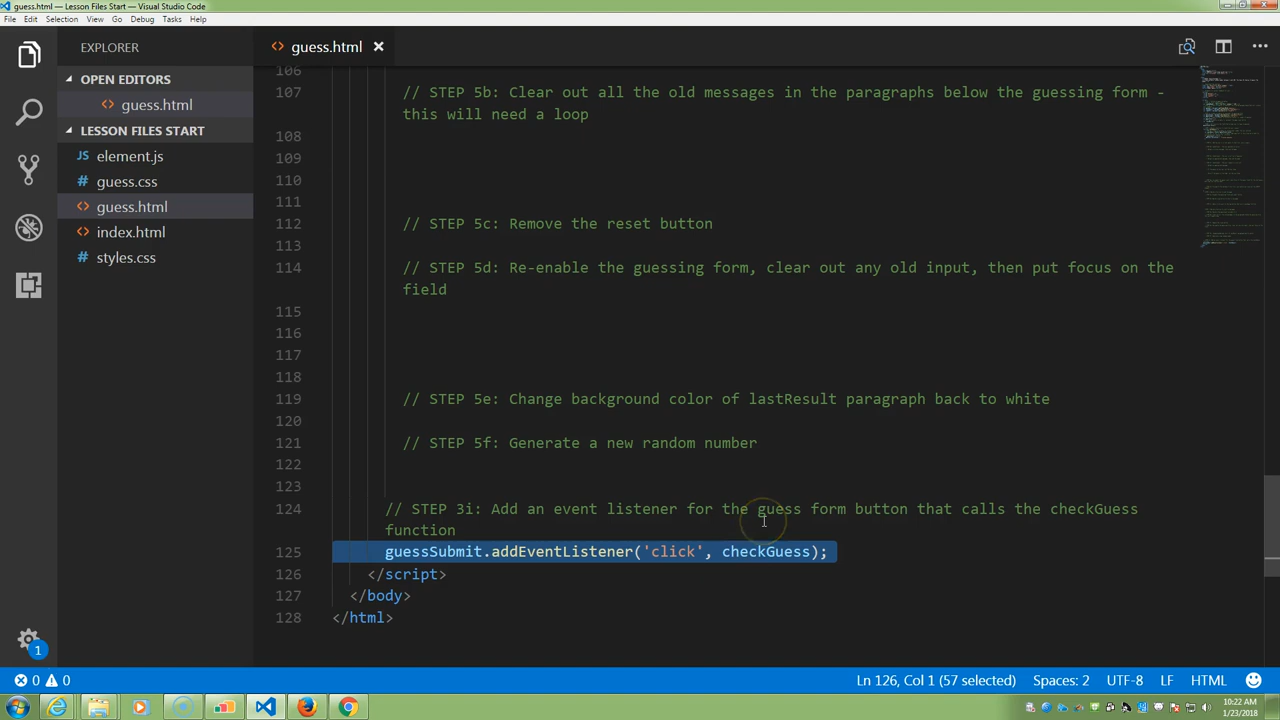 guess.html — Lesson Files Start — Visual Studio Code
File Edit Selection View Go Debug Tasks Help
EXPLORER
OPEN EDITORS
guess.html
LESSON FILES START
JS element.js
# guess.css
guess.html
index.html
# styles.css
1
guess.html
106
107 // STEP 5b: Clear out all the old messages in the paragraphs below the guessing form -
this will need a loop
108
109
110
111
112 // STEP 5c: Remove the reset button
113
114 // STEP 5d: Re-enable the guessing form, clear out any old input, then put focus on the
field
115
116
117
118
119 // STEP 5e: Change background color of lastResult paragraph back to white
120
121 // STEP 5f: Generate a new random number
122
123
124 // STEP 3i: Add an event listener for the guess form button that calls the checkGuess
function
125 guessSubmit.addEventListener('click', checkGuess);
126 </script>
127 </body>
128 </html>
0 0 Ln 126, Col 1 (57 selected) Spaces: 2 UTF-8 LF HTML
10:22 AM
1/23/2018